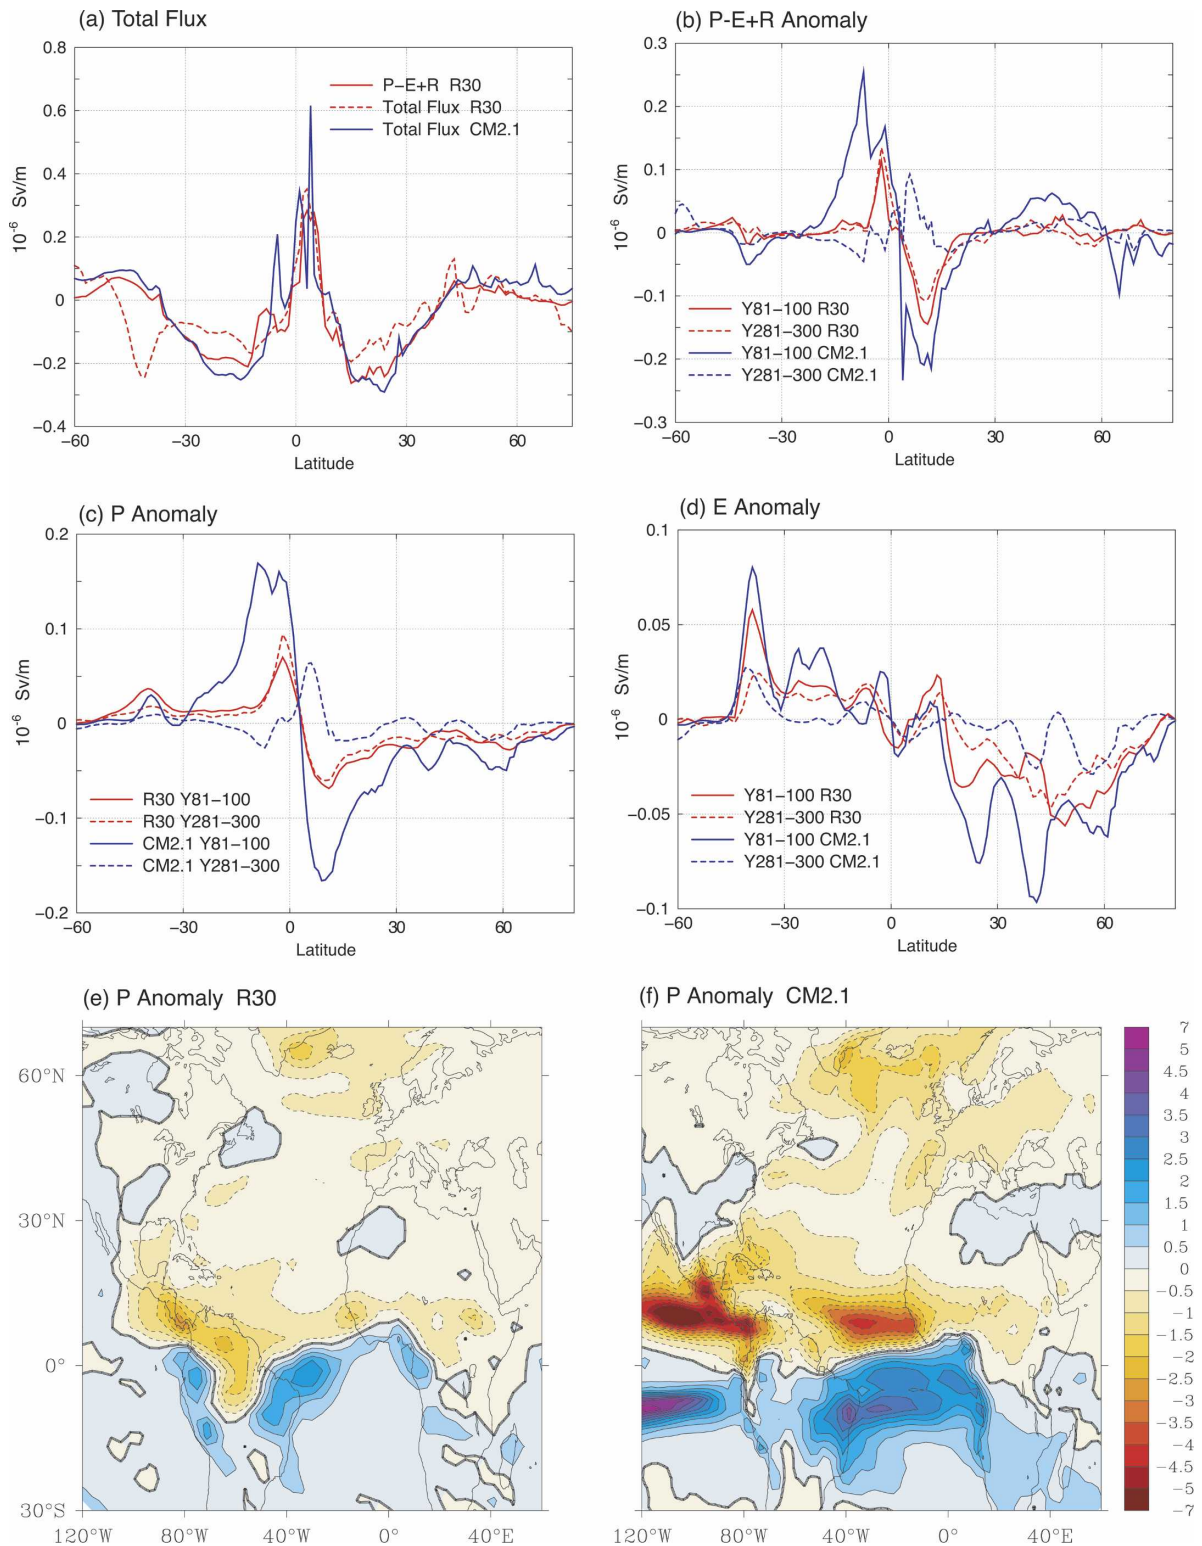 (a) Total Flux
0.8
0.6
0.4
0.2
0
−0.2
−0.4
10⁻⁶ Sv/m
P−E+R R30
Total Flux R30
Total Flux CM2.1
−60
−30
0
30
60
Latitude
(b) P-E+R Anomaly
0.3
0.2
0.1
0
−0.1
−0.2
−0.3
10⁻⁶ Sv/m
Y81−100 R30
Y281−300 R30
Y81−100 CM2.1
Y281−300 CM2.1
−60
−30
0
30
60
Latitude
(c) P Anomaly
0.2
0.1
0
−0.1
−0.2
10⁻⁶ Sv/m
R30 Y81−100
R30 Y281−300
CM2.1 Y81−100
CM2.1 Y281−300
−60
−30
0
30
60
Latitude
(d) E Anomaly
0.1
0.05
0
−0.05
−0.1
10⁻⁶ Sv/m
Y81−100 R30
Y281−300 R30
Y81−100 CM2.1
Y281−300 CM2.1
−60
−30
0
30
60
Latitude
(e) P Anomaly R30
60°N
30°N
0°
30°S
120°W
80°W
40°W
0°
40°E
(f) P Anomaly CM2.1
120°W
80°W
40°W
0°
40°E
7
5
4.5
4
3.5
3
2.5
2
1.5
1
0.5
0
−0.5
−1
−1.5
−2
−2.5
−3
−3.5
−4
−4.5
−5
−7